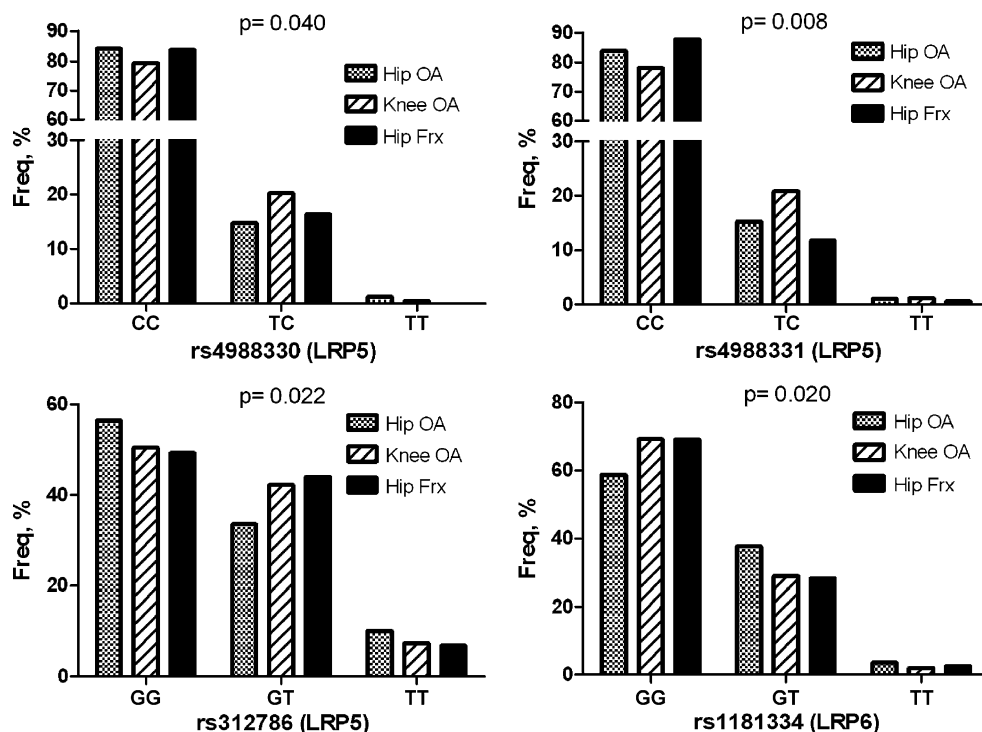 p= 0.040
90
80
70
60
30
20
10
0
Freq, %
Hip OA
Knee OA
Hip Frx
CC TC TT
rs4988330 (LRP5)
p= 0.008
90
80
70
60
30
20
10
0
Freq, %
Hip OA
Knee OA
Hip Frx
CC TC TT
rs4988331 (LRP5)
p= 0.022
60
40
20
0
Freq, %
Hip OA
Knee OA
Hip Frx
GG GT TT
rs312786 (LRP5)
p= 0.020
80
60
40
20
0
Freq, %
Hip OA
Knee OA
Hip Frx
GG GT TT
rs1181334 (LRP6)